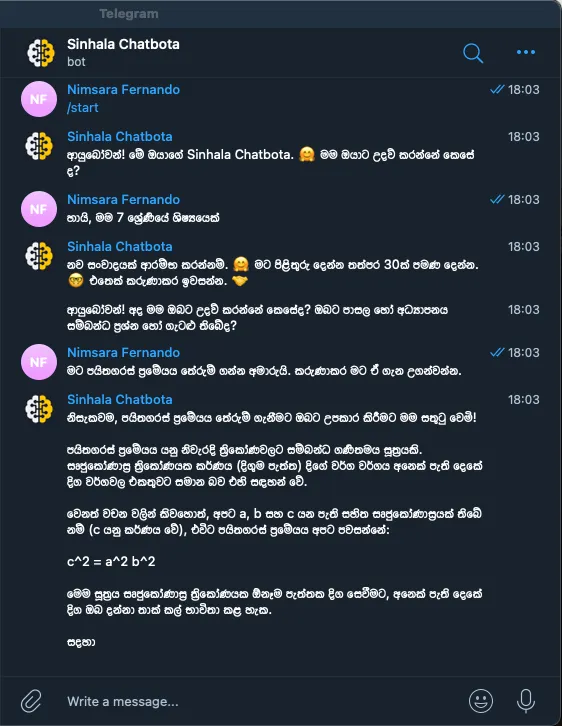 Telegram
Sinhala Chatbota
bot
Nimsara Fernando
18:03
NF
/start
Sinhala Chatbota
18:03
ආයුබෝවන්! මේ ඔයාගේ Sinhala Chatbota. 🤗 මම ඔයාට උදව් කරන්නේ කෙසේ
ද?
Nimsara Fernando
18:03
NF
හායි, මම 7 ශ්‍රේණියේ ශිෂ්‍යයෙක්
Sinhala Chatbota
18:03
නව සංවාදයක් ආරම්භ කරන්නම්. 🤗 මට පිළිතුරු දෙන්න තත්පර 30ක් පමණ දෙන්න.
🤓 එතෙක් කරුණාකර ඉවසන්න. 🤝
ආයුබෝවන්! අද මම ඔබට උදව් කරන්නේ කෙසේද? ඔබට පාසල හෝ අධ්‍යාපනය
18:03
සම්බන්ධ ප්‍රශ්න හෝ ගැටළු තිබේද?
Nimsara Fernando
18:03
NF
මට පයිතගරස් ප්‍රමේයය තේරුම් ගන්න අමාරුයි. කරුණාකර මට ඒ ගැන උගන්වන්න.
Sinhala Chatbota
18:03
නිසැකවම, පයිතගරස් ප්‍රමේයය තේරුම් ගැනීමට ඔබට උපකාර කිරීමට මම සතුටු වෙමි!
පයිතගරස් ප්‍රමේයය යනු නිවැරදි ත්‍රිකෝණවලට සම්බන්ධ ගණිතමය සූත්‍රයකි.
සෘජුකෝණාස්‍ර ත්‍රිකෝණයක කර්ණය (දිගුම පැත්ත) දිගේ වර්ග වර්ගය අනෙක් පැති දෙකේ
දිග වර්ගවල එකතුවට සමාන බව එහි සඳහන් වේ.
වෙනත් වචන වලින් කිවහොත්, අපට a, b සහ c යන පැති සහිත සෘජුකෝණාස්‍රයක් තිබේ
නම් (c යනු කර්ණය වේ), එවිට පයිතගරස් ප්‍රමේයය අපට පවසන්නේ:
c^2 = a^2 b^2
මෙම සූත්‍රය සෘජුකෝණාස්‍ර ත්‍රිකෝණයක ඕනෑම පැත්තක දිග සෙවීමට, අනෙක් පැති දෙකේ
දිග ඔබ දන්නා තාක් කල් භාවිතා කළ හැක.
සදහා
Write a message...